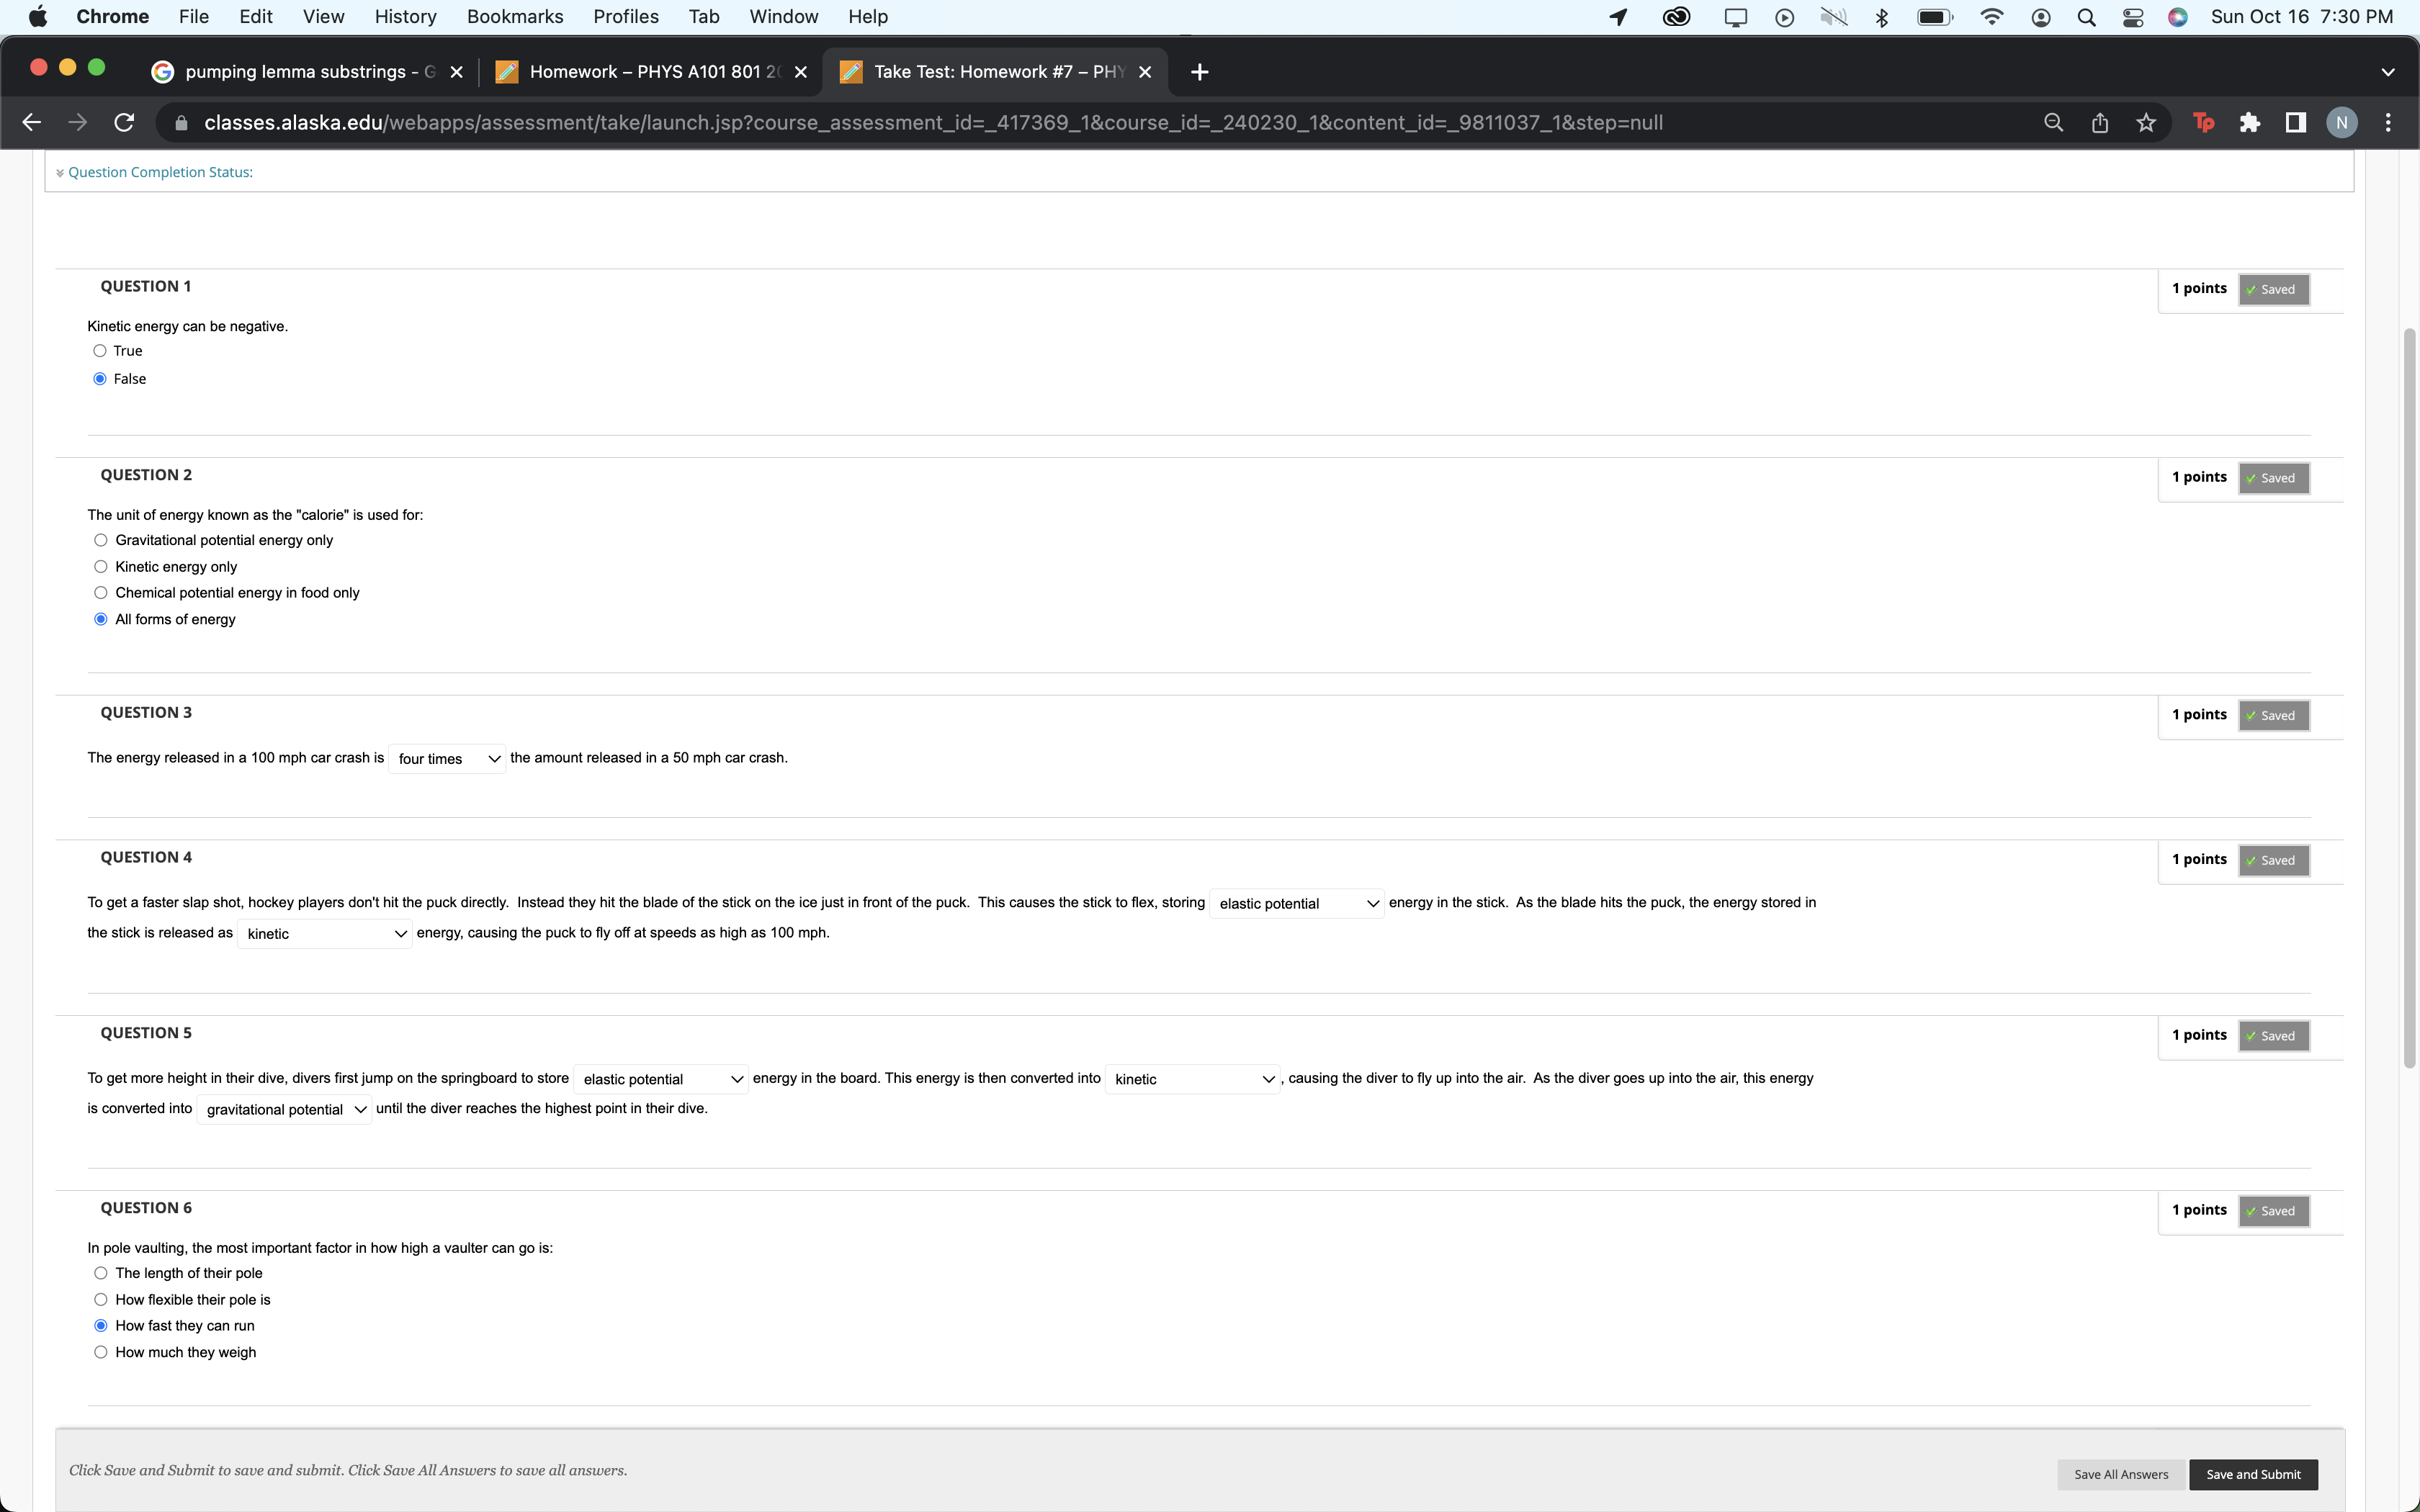 Chrome File Edit View History Bookmarks Profiles Tab Window Help Sun Oct 16 7:30 PM
pumping lemma substrings - G Homework – PHYS A101 801 20 Take Test: Homework #7 – PHY
classes.alaska.edu/webapps/assessment/take/launch.jsp?course_assessment_id=_417369_1&course_id=_240230_1&content_id=_9811037_1&step=null Tp N
Question Completion Status:
QUESTION 1 1 points Saved
Kinetic energy can be negative.
True
False
QUESTION 2 1 points Saved
The unit of energy known as the "calorie" is used for:
Gravitational potential energy only
Kinetic energy only
Chemical potential energy in food only
All forms of energy
QUESTION 3 1 points Saved
The energy released in a 100 mph car crash is four times the amount released in a 50 mph car crash.
QUESTION 4 1 points Saved
To get a faster slap shot, hockey players don't hit the puck directly. Instead they hit the blade of the stick on the ice just in front of the puck. This causes the stick to flex, storing elastic potential energy in the stick. As the blade hits the puck, the energy stored in
the stick is released as kinetic energy, causing the puck to fly off at speeds as high as 100 mph.
QUESTION 5 1 points Saved
To get more height in their dive, divers first jump on the springboard to store elastic potential energy in the board. This energy is then converted into kinetic , causing the diver to fly up into the air. As the diver goes up into the air, this energy
is converted into gravitational potential until the diver reaches the highest point in their dive.
QUESTION 6 1 points Saved
In pole vaulting, the most important factor in how high a vaulter can go is:
The length of their pole
How flexible their pole is
How fast they can run
How much they weigh
Click Save and Submit to save and submit. Click Save All Answers to save all answers. Save All Answers Save and Submit